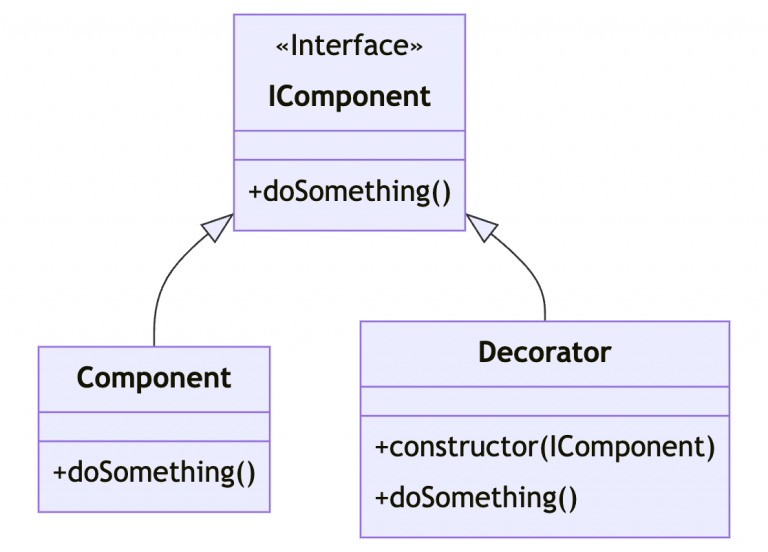 «Interface»
IComponent
+doSomething()
Component
+doSomething()
Decorator
+constructor(IComponent)
+doSomething()